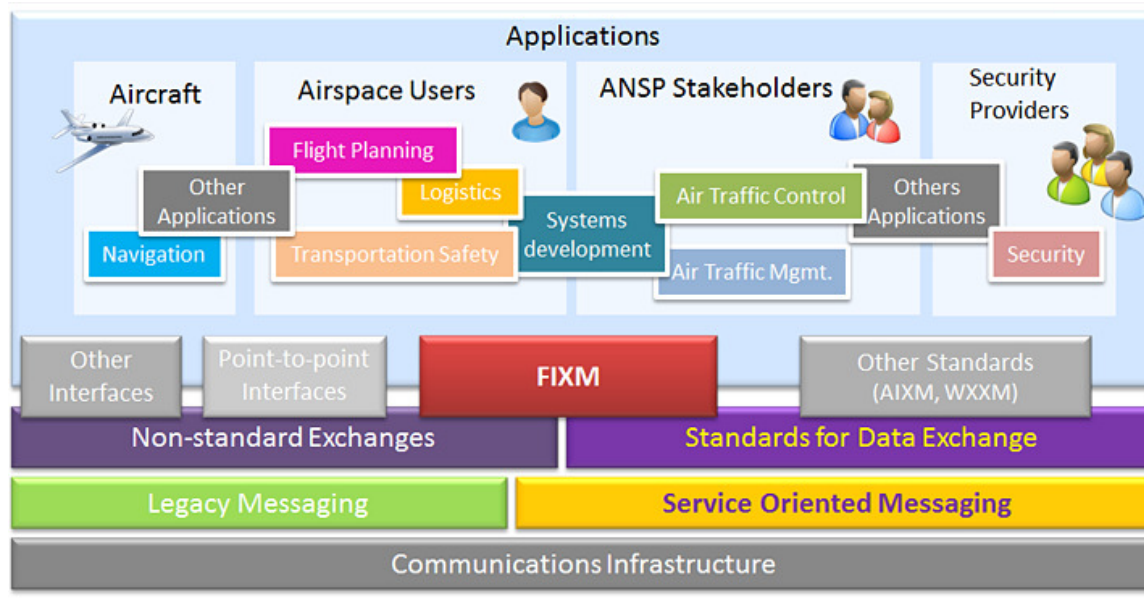 Applications
Aircraft
Airspace Users
ANSP Stakeholders
Security
Providers
Flight Planning
Other
Applications
Logistics
Navigation
Transportation Safety
Systems
development
Air Traffic Control
Others
Applications
Air Traffic Mgmt.
Security
Other
Interfaces
Point-to-point
Interfaces
FIXM
Other Standards
(AIXM, WXXM)
Non-standard Exchanges
Standards for Data Exchange
Legacy Messaging
Service Oriented Messaging
Communications Infrastructure